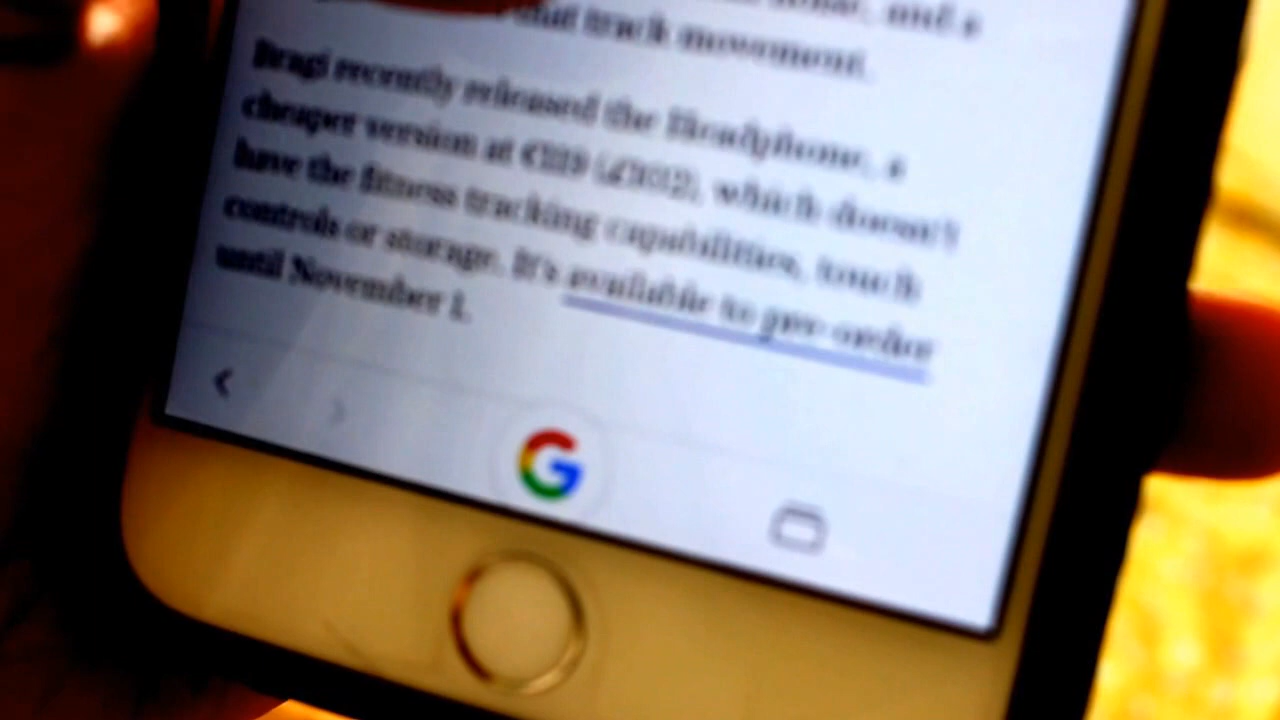 that track movement.
Bragi recently released the Headphone, a
cheaper version at €119 which doesn't
have the fitness tracking capabilities, touch
controls or storage. It's available to pre-order
until November 1.
G